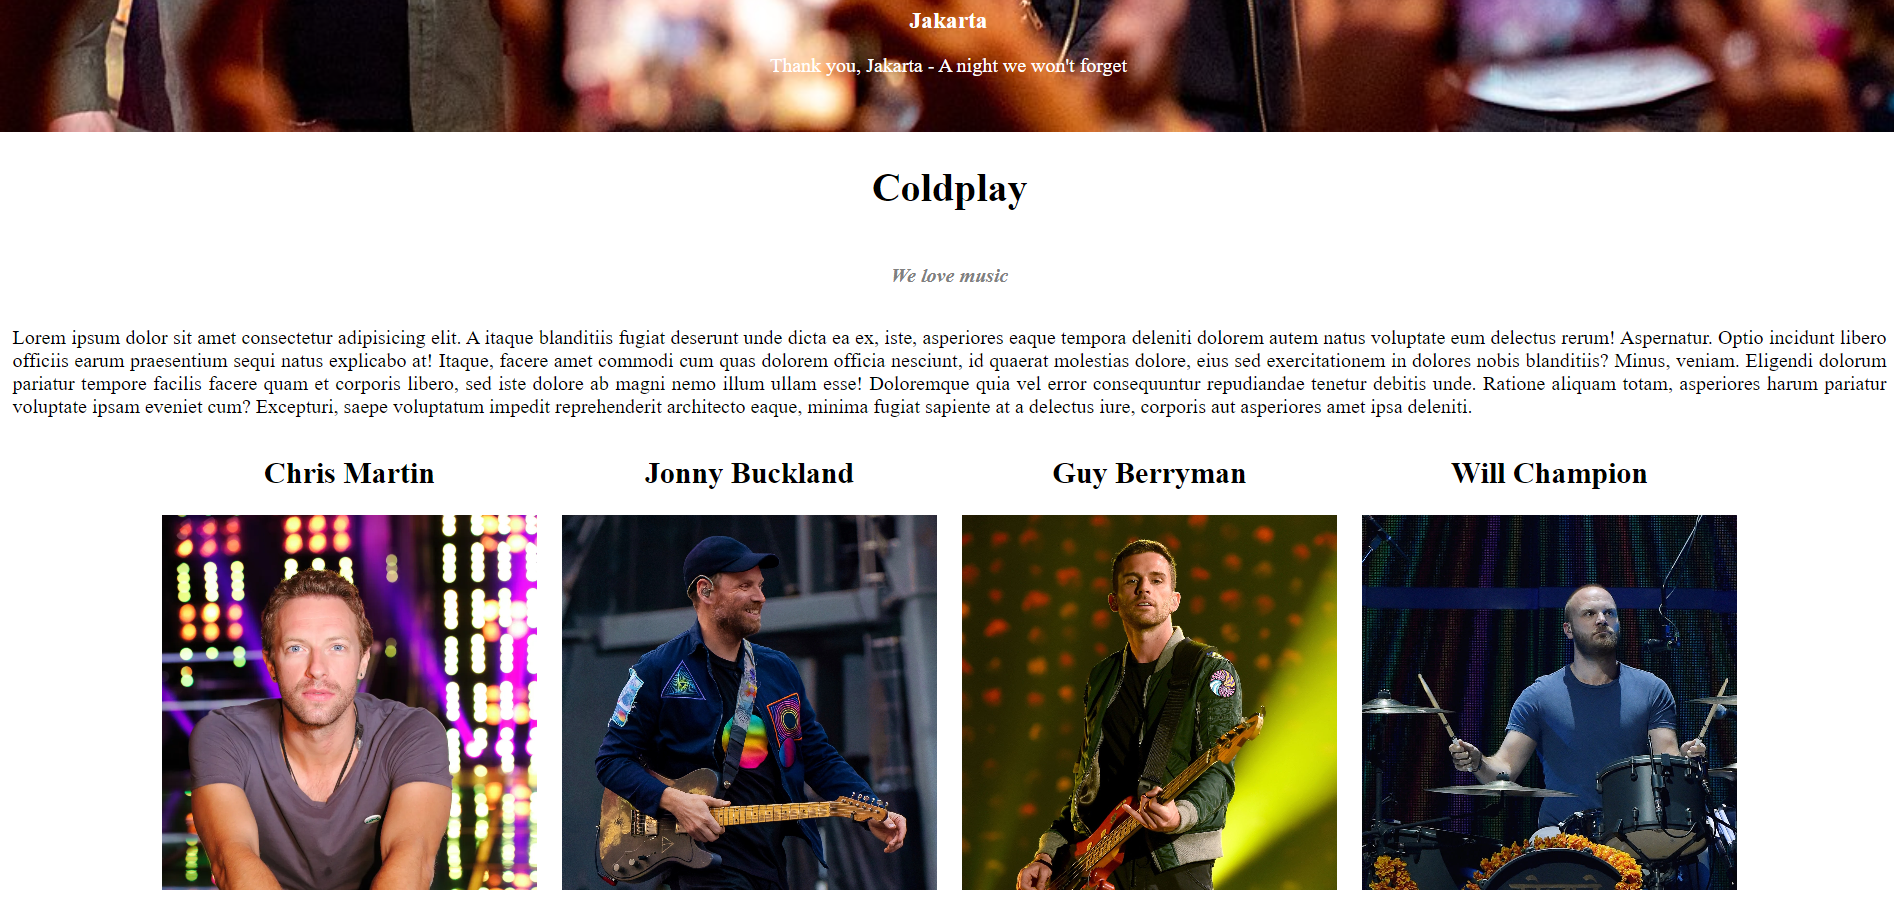 Jakarta
Thank you, Jakarta - A night we won't forget
Coldplay
We love music
Lorem ipsum dolor sit amet consectetur adipisicing elit. A itaque blanditiis fugiat deserunt unde dicta ea ex, iste, asperiores eaque tempora deleniti dolorem autem natus voluptate eum delectus rerum! Aspernatur. Optio incidunt libero
officiis earum praesentium sequi natus explicabo at! Itaque, facere amet commodi cum quas dolorem officia nesciunt, id quaerat molestias dolore, eius sed exercitationem in dolores nobis blanditiis? Minus, veniam. Eligendi dolorum
pariatur tempore facilis facere quam et corporis libero, sed iste dolore ab magni nemo illum ullam esse! Doloremque quia vel error consequuntur repudiandae tenetur debitis unde. Ratione aliquam totam, asperiores harum pariatur
voluptate ipsam eveniet cum? Excepturi, saepe voluptatum impedit reprehenderit architecto eaque, minima fugiat sapiente at a delectus iure, corporis aut asperiores amet ipsa deleniti.
Chris Martin
Jonny Buckland
Guy Berryman
Will Champion